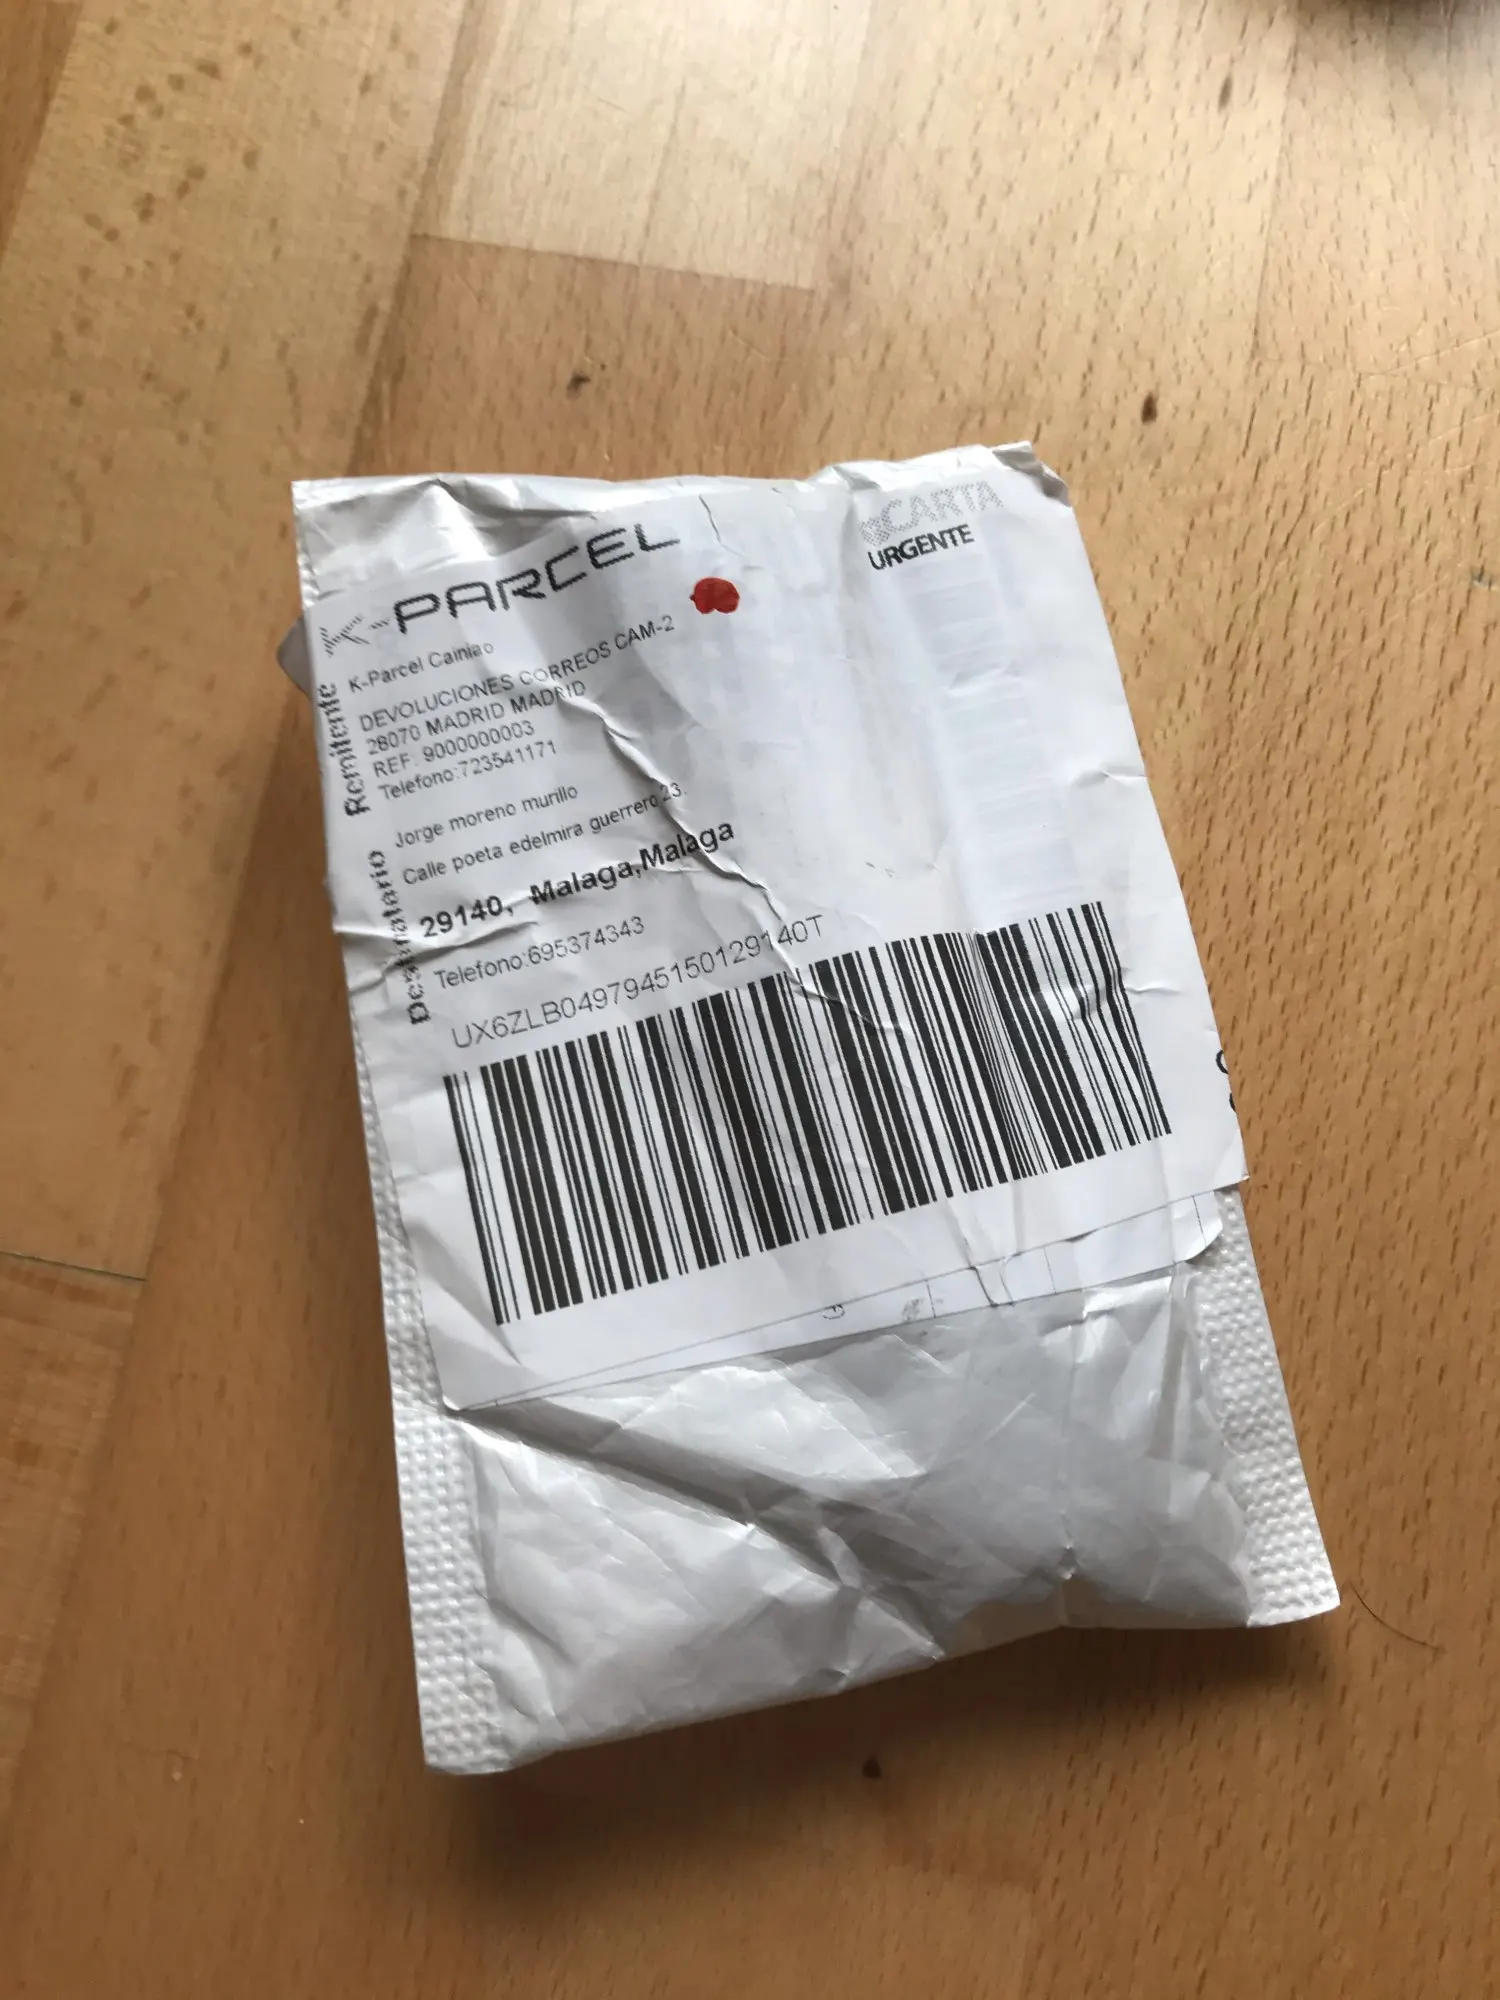 K-PARCEL
CARTA
URGENTE
Remitente
K-Parcel Cainiao
DEVOLUCIONES CORREOS CAM-2
28070 MADRID MADRID
REF. 9000000003
Telefono:723541171
Destinatario
Jorge moreno murillo
Calle poeta edelmira guerrero 23.
29140, Malaga,Malaga
Telefono:695374343
UX6ZLB0497945150129140T